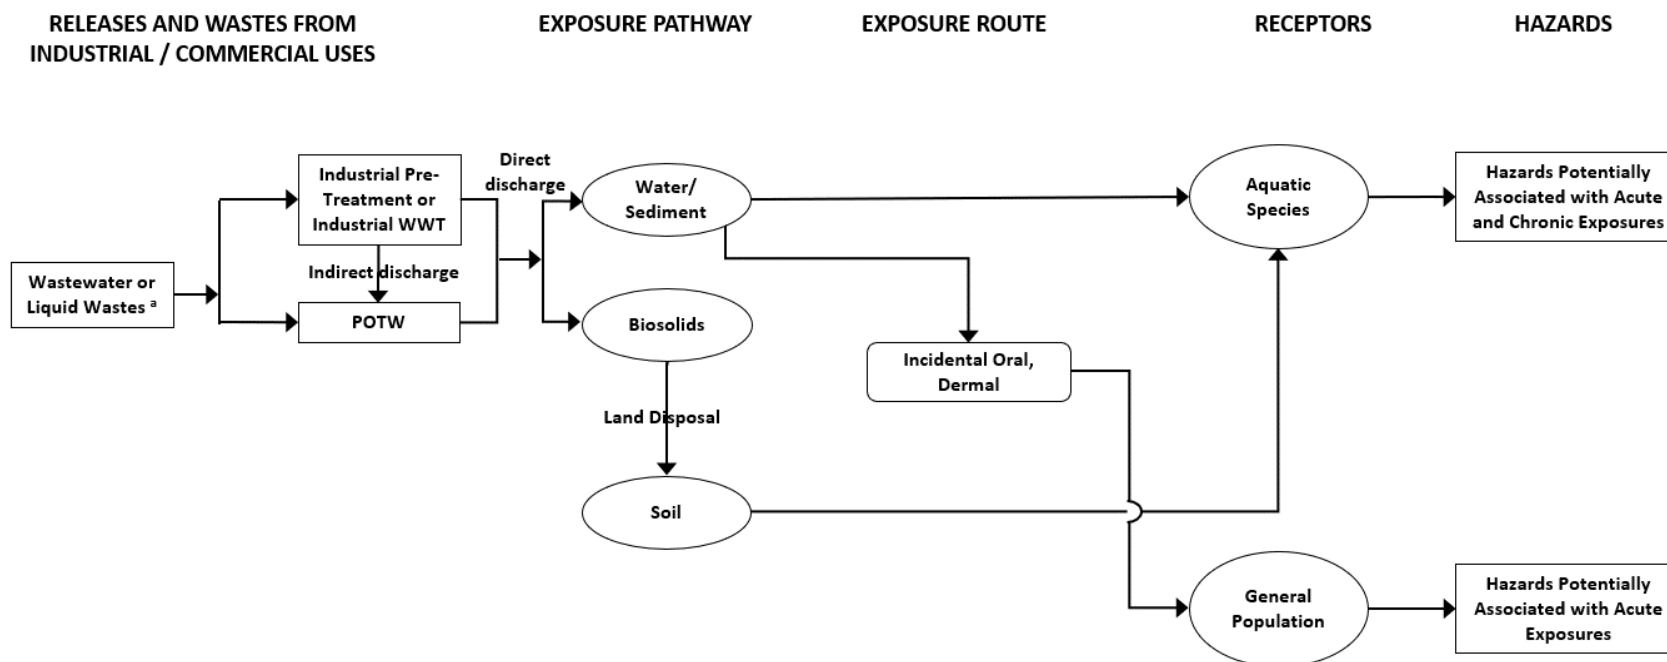 RELEASES AND WASTES FROM
INDUSTRIAL / COMMERCIAL USES
EXPOSURE PATHWAY
EXPOSURE ROUTE
RECEPTORS
HAZARDS
Wastewater or
Liquid Wastes ᵃ
Industrial Pre-
Treatment or
Industrial WWT
Indirect discharge
POTW
Direct
discharge
Water/
Sediment
Biosolids
Land Disposal
Soil
Incidental Oral,
Dermal
Aquatic
Species
General
Population
Hazards Potentially
Associated with Acute
and Chronic Exposures
Hazards Potentially
Associated with Acute
Exposures